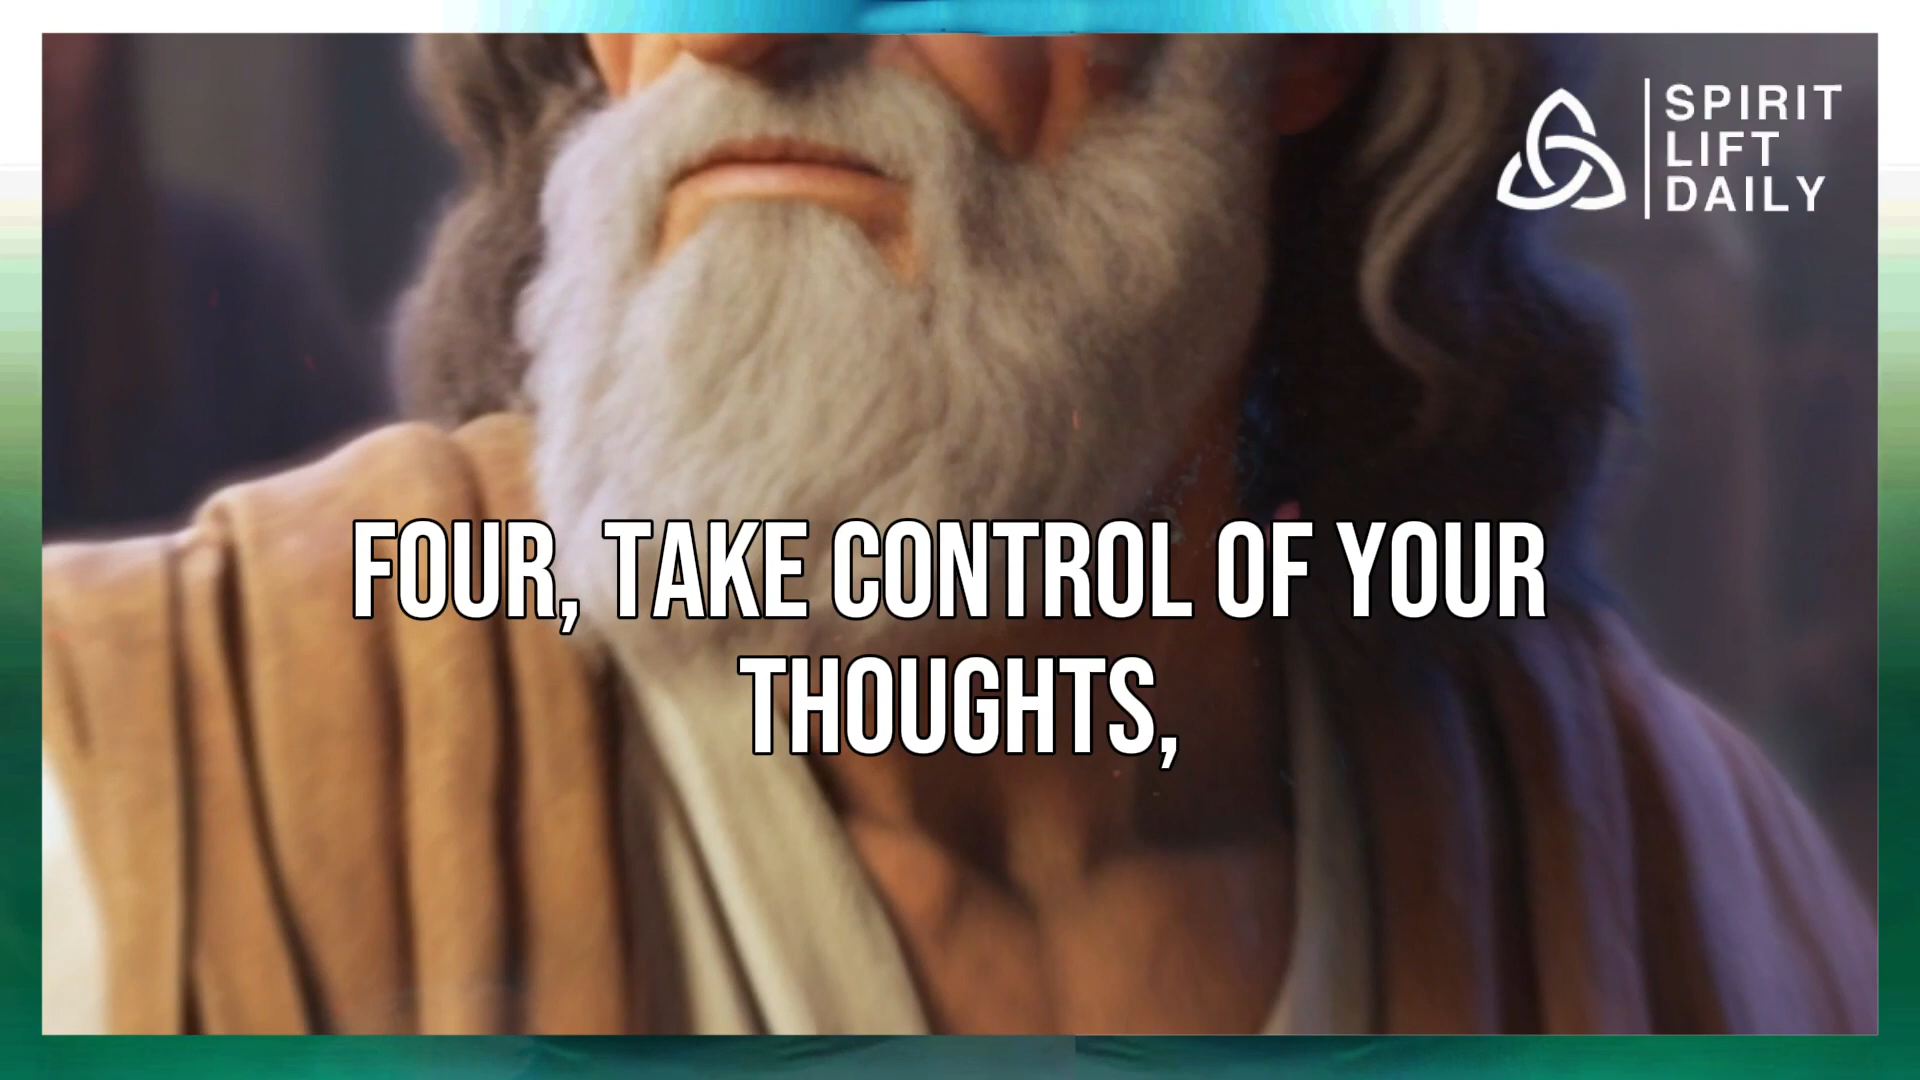 SPIRIT
LIFT
DAILY
FOUR, TAKE CONTROL OF YOUR
THOUGHTS,